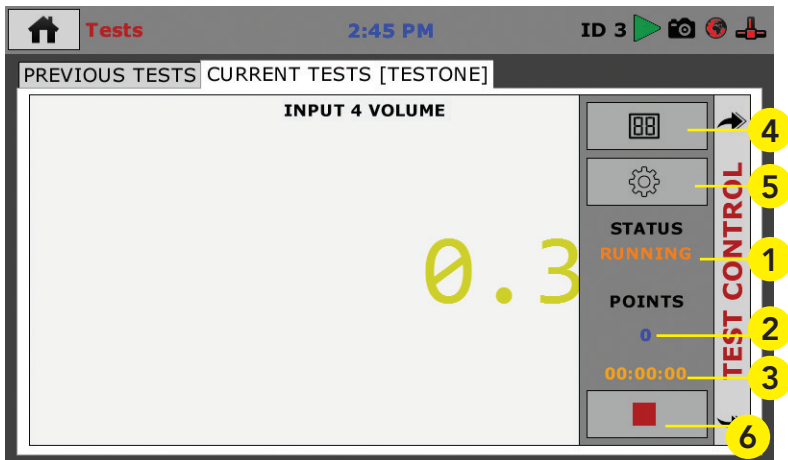 Tests 2:45 PM ID 3
PREVIOUS TESTS CURRENT TESTS [TESTONE]
INPUT 4 VOLUME
0.3
88
4
5
STATUS
RUNNING
1
POINTS
0
2
00:00:00
3
6
TEST CONTROL